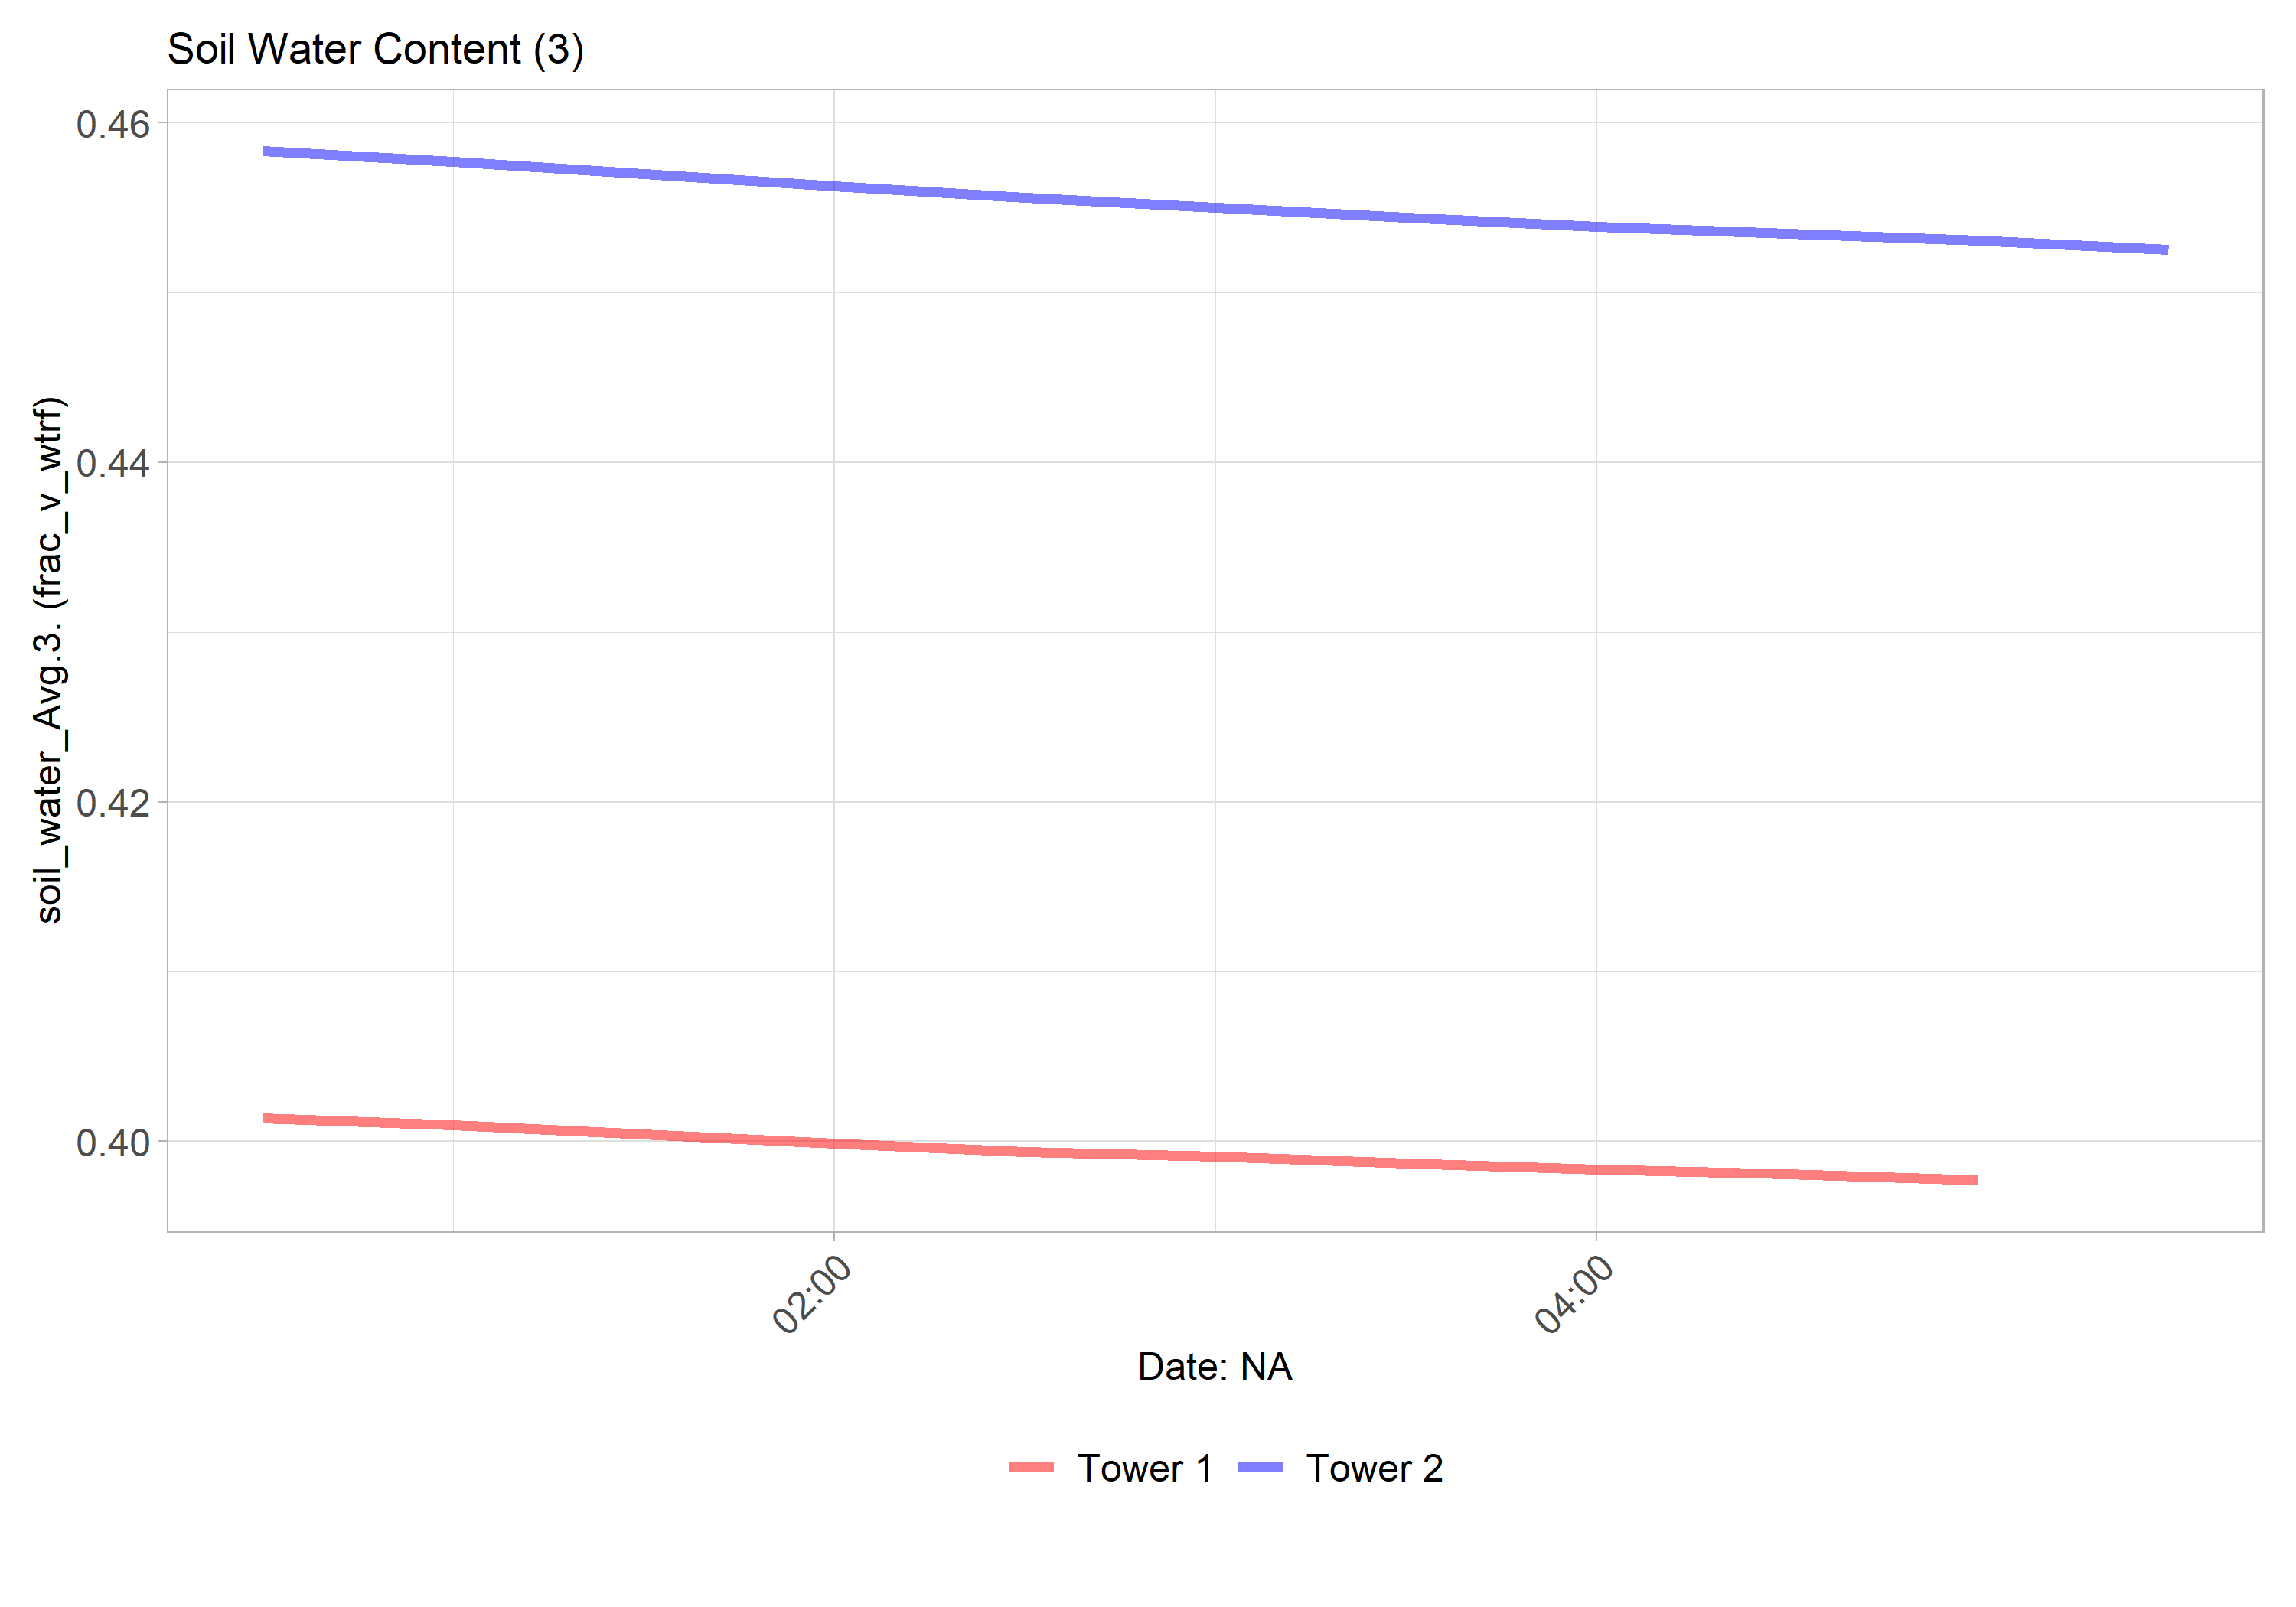 Soil Water Content (3)
soil_water_Avg.3. (frac_v_wtrf)
0.46
0.44
0.42
0.40
02:00
04:00
Date: NA
Tower 1
Tower 2